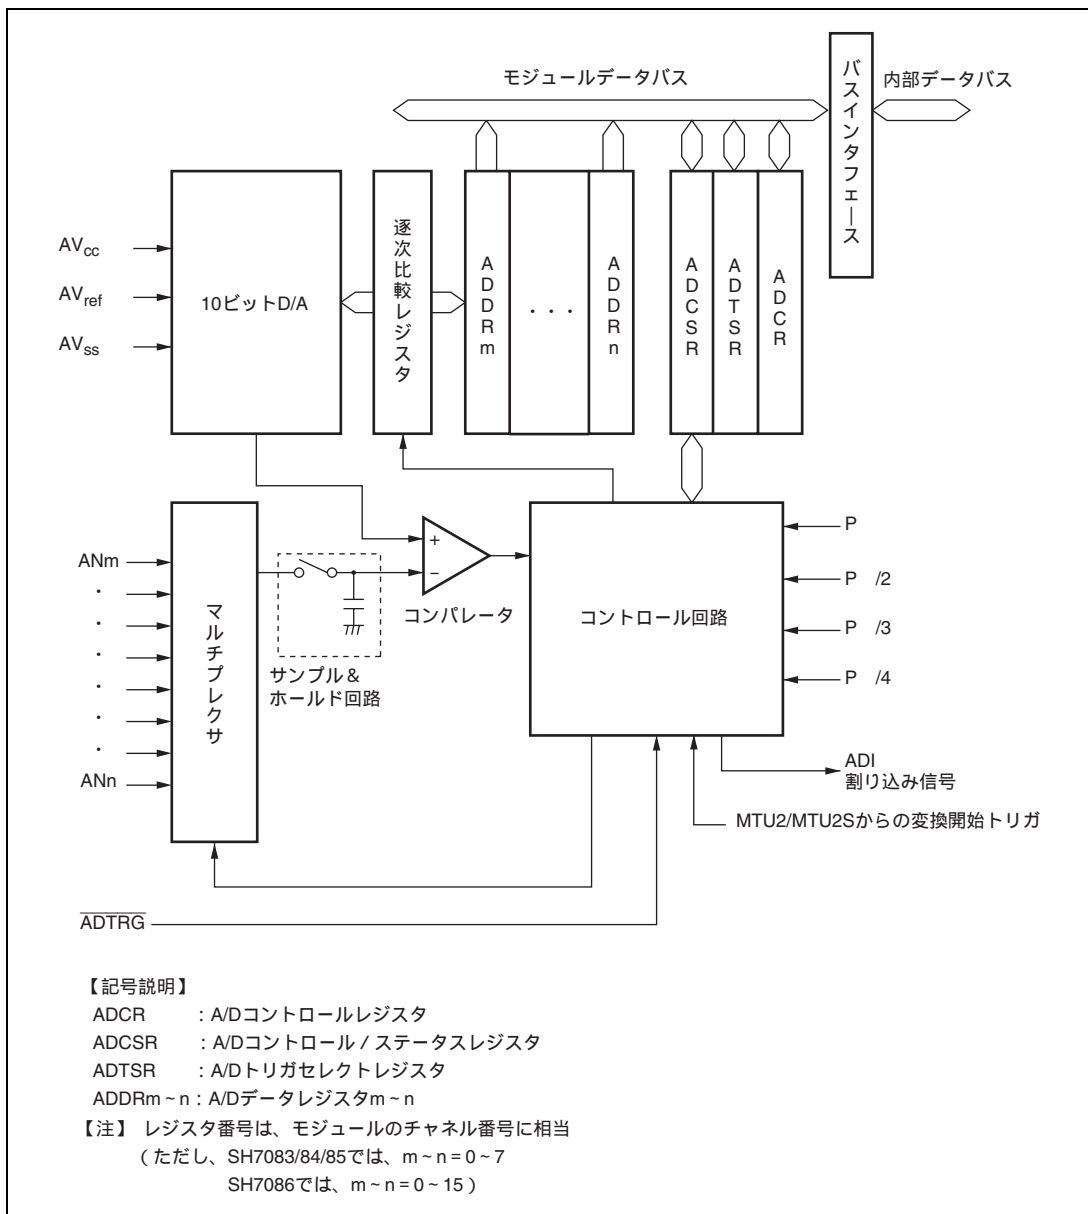 モジュールデータバス
内部データバス
バスインタフェース
AVcc
AVref
AVss
10ビットD/A
逐次比較レジスタ
ADDRm
・・・
ADDRn
ADCSR
ADTSR
ADCR
ANm
・
・
・
・
・
・
ANn
マルチプレクサ
サンプル&
ホールド回路
+
−
コンパレータ
コントロール回路
P
P /2
P /3
P /4
ADI
割り込み信号
MTU2/MTU2Sからの変換開始トリガ
ADTRG
【記号説明】
ADCR : A/Dコントロールレジスタ
ADCSR : A/Dコントロール / ステータスレジスタ
ADTSR : A/Dトリガセレクトレジスタ
ADDRm~n : A/Dデータレジスタm~n
【注】 レジスタ番号は、モジュールのチャネル番号に相当
(ただし、SH7083/84/85では、m~n=0~7
SH7086では、m~n=0~15)